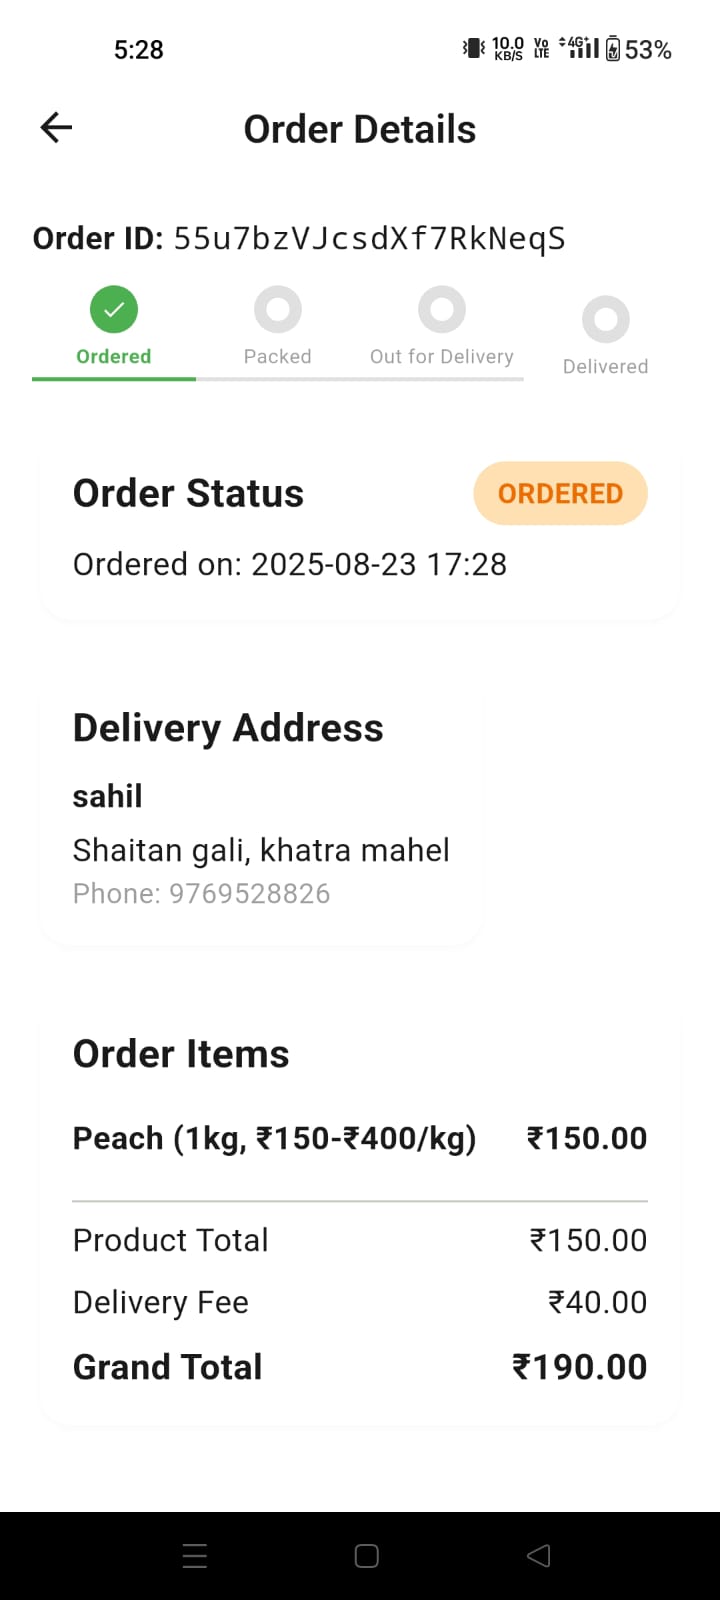 5:28
10.0 KB/S Vo LTE 4G+ 53%
Order Details
Order ID: 55u7bzVJcsdXf7RkNeqS
Ordered Packed Out for Delivery Delivered
Order Status ORDERED
Ordered on: 2025-08-23 17:28
Delivery Address
sahil
Shaitan gali, khatra mahel
Phone: 9769528826
Order Items
Peach (1kg, ₹150-₹400/kg) ₹150.00
Product Total ₹150.00
Delivery Fee ₹40.00
Grand Total ₹190.00